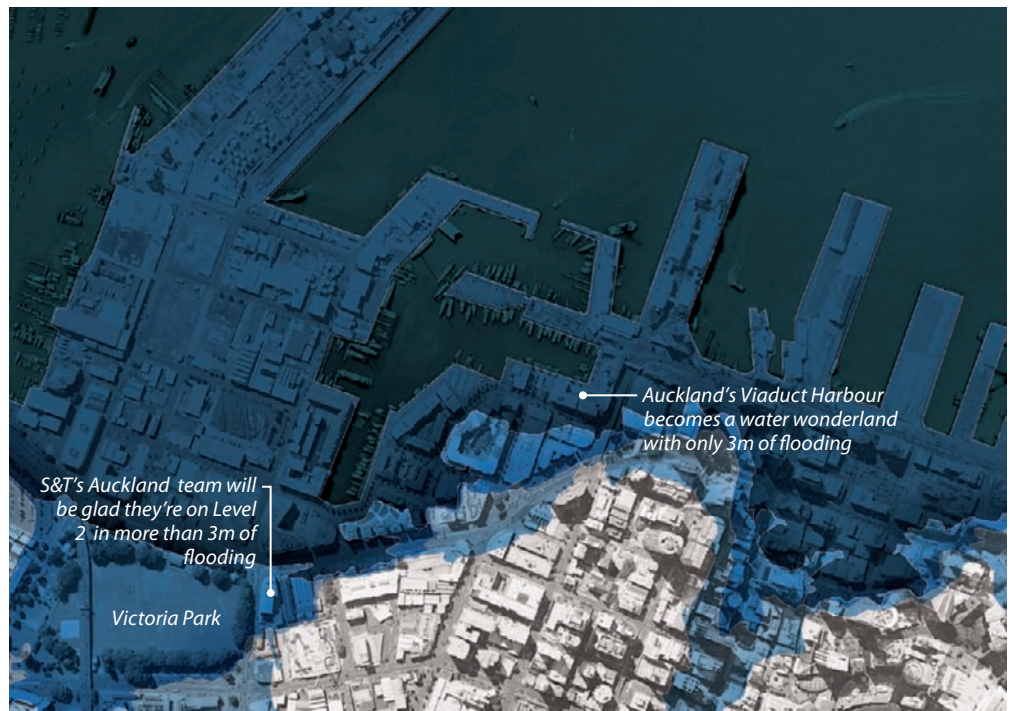 Auckland's Viaduct Harbour
becomes a water wonderland
with only 3m of flooding
S&T's Auckland team will
be glad they're on Level
2 in more than 3m of
flooding
Victoria Park